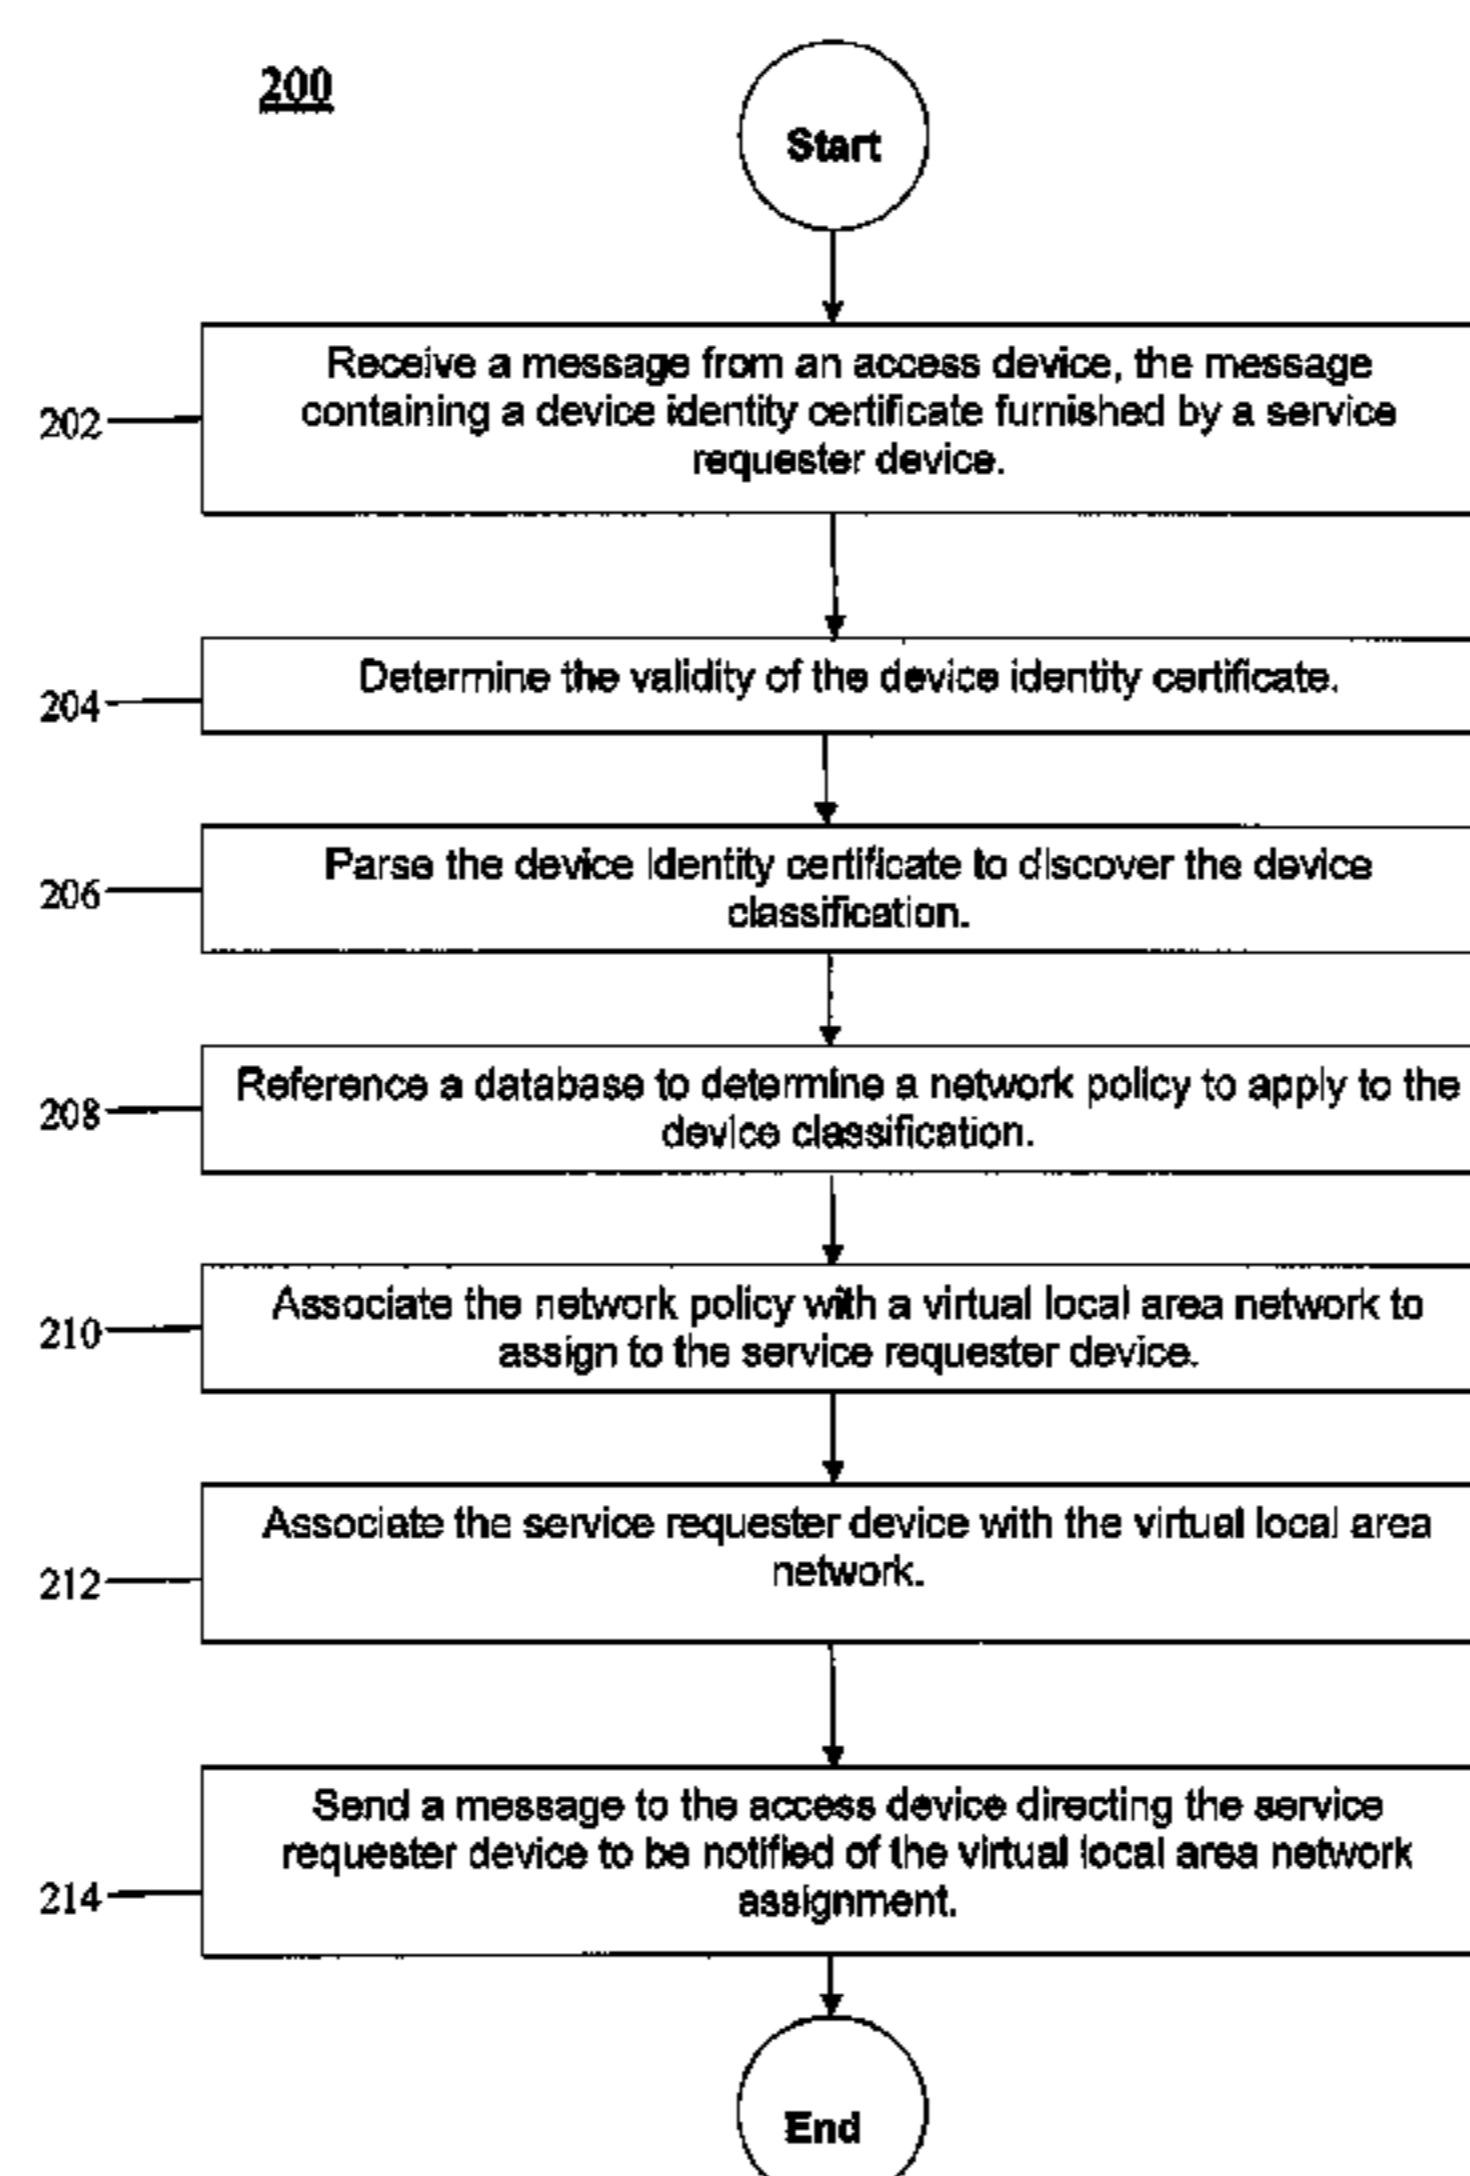 200
Start
Receive a message from an access device, the message
containing a device identity certificate furnished by a service
requester device.
202
Determine the validity of the device identity certificate.
204
Parse the device identity certificate to discover the device
classification.
206
Reference a database to determine a network policy to apply to the
device classification.
208
Associate the network policy with a virtual local area network to
assign to the service requester device.
210
Associate the service requester device with the virtual local area
network.
212
Send a message to the access device directing the service
requester device to be notified of the virtual local area network
assignment.
214
End